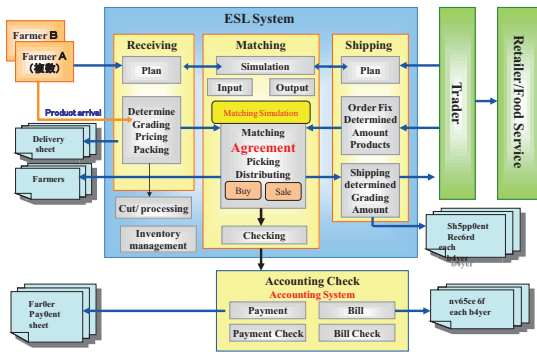 ESL System
Farmer B
Farmer A
(複数)
Receiving
Matching
Shipping
Plan
Simulation
Plan
Input
Output
Product arrival
Matching Simulation
Determine
Grading
Pricing
Packing
Matching
Agreement
Picking
Distributing
Buy
Sale
Order Fix
Determined
Amount
Products
Trader
Retailer/Food Service
Delivery
sheet
Farmers
Shipping
determined
Grading
Amount
Cut/ processing
Inventory
management
Checking
Sh5pp0ent
Rec6rd
each
b4yer
b4yer
Accounting Check
Accounting System
Payment
Bill
Payment Check
Bill Check
Far0er
Pay0ent
sheet
nv65ce 6f
each b4yer